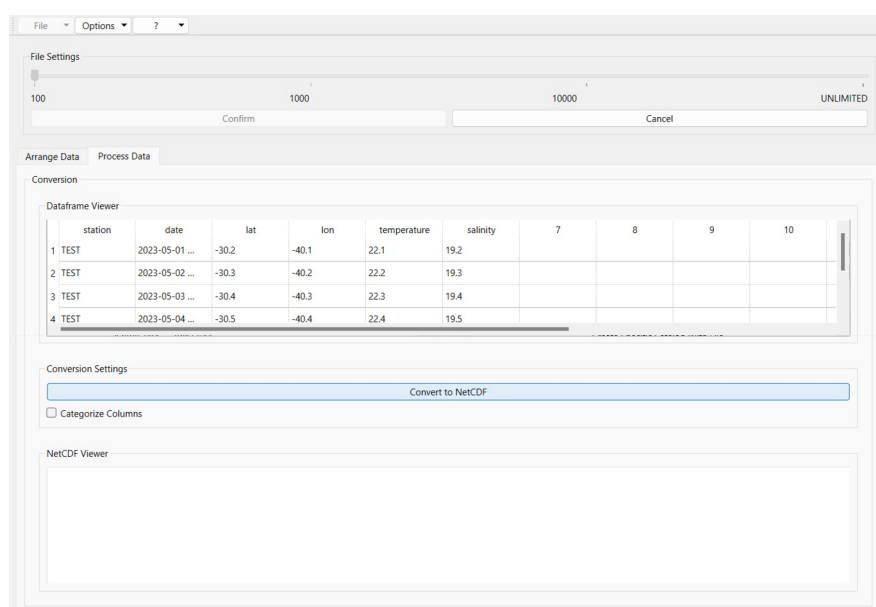 File Options ?
File Settings
100 1000 10000 UNLIMITED
Confirm Cancel
Arrange Data Process Data
Conversion
Dataframe Viewer
station date lat lon temperature salinity 7 8 9 10
1 TEST 2023-05-01 ... -30.2 -40.1 22.1 19.2
2 TEST 2023-05-02 ... -30.3 -40.2 22.2 19.3
3 TEST 2023-05-03 ... -30.4 -40.3 22.3 19.4
4 TEST 2023-05-04 ... -30.5 -40.4 22.4 19.5
Conversion Settings
Convert to NetCDF
Categorize Columns
NetCDF Viewer